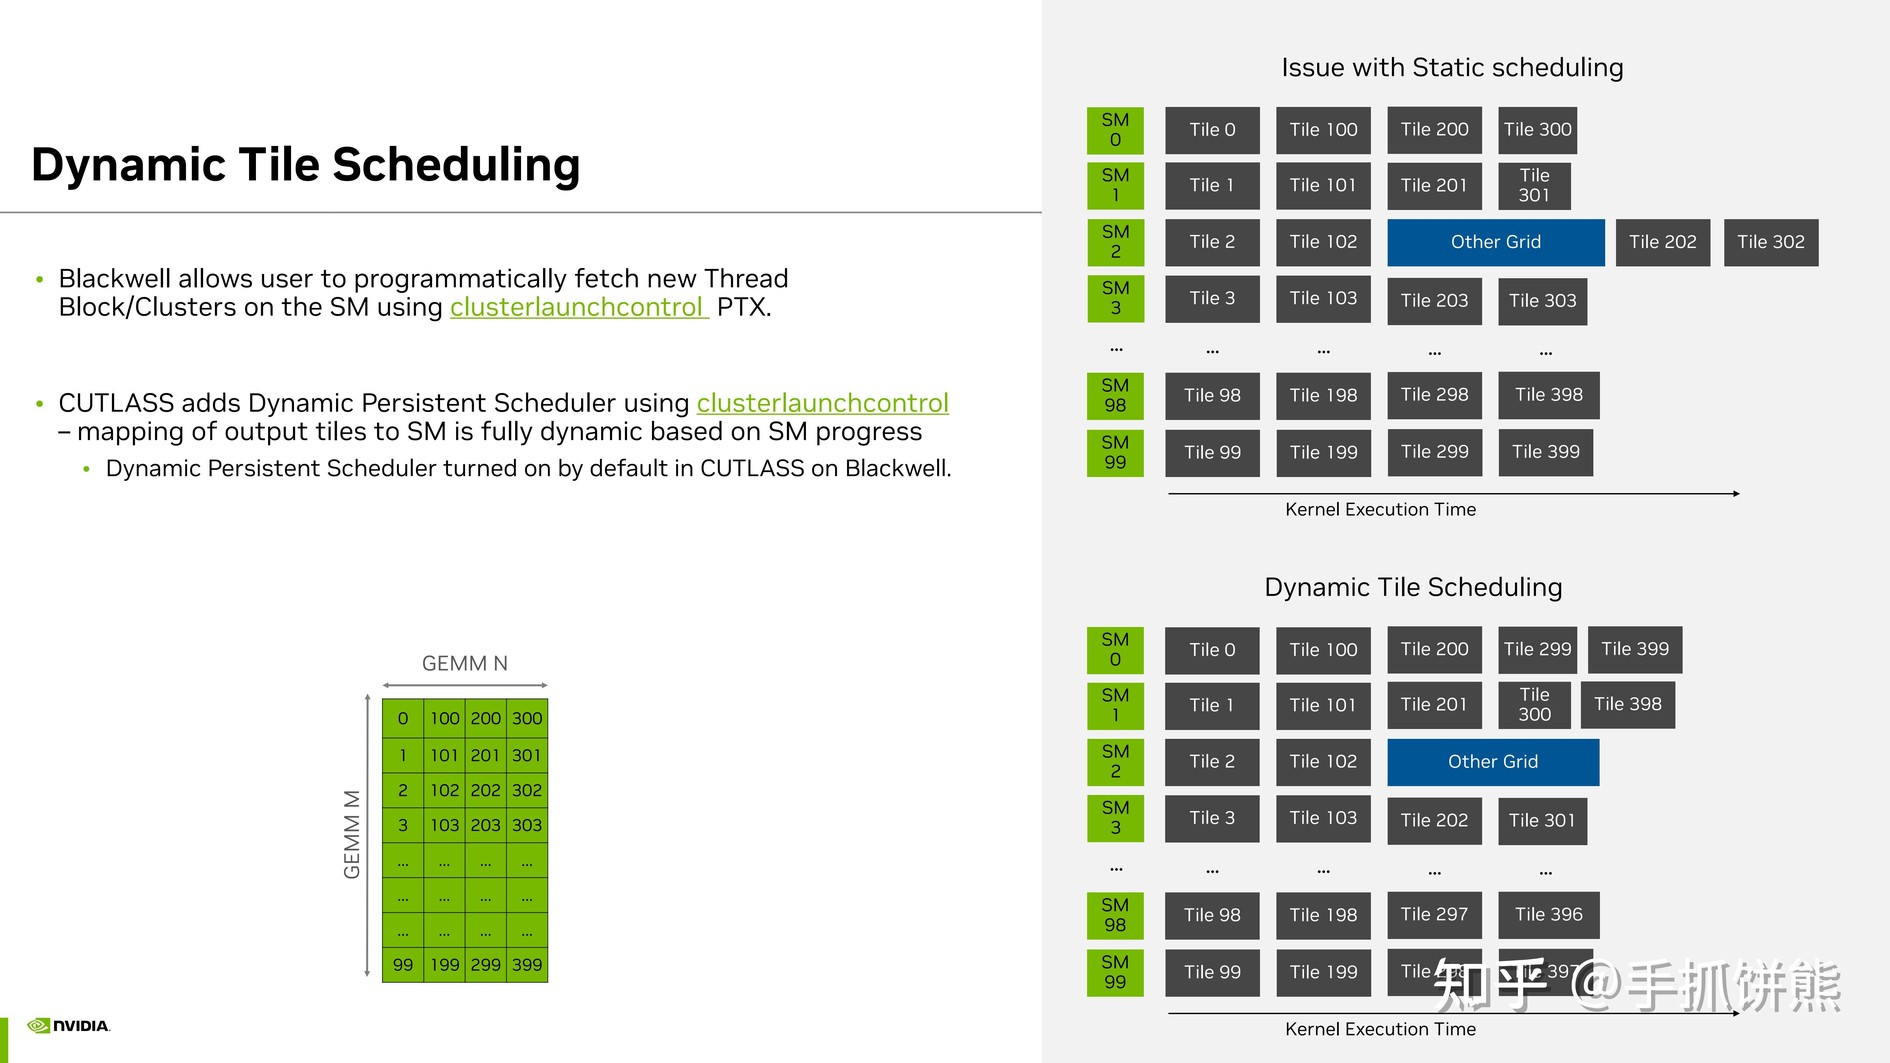 Dynamic Tile Scheduling
• Blackwell allows user to programmatically fetch new Thread
Block/Clusters on the SM using clusterlaunchcontrol PTX.
• CUTLASS adds Dynamic Persistent Scheduler using clusterlaunchcontrol
– mapping of output tiles to SM is fully dynamic based on SM progress
• Dynamic Persistent Scheduler turned on by default in CUTLASS on Blackwell.
GEMM N
GEMM M
0 100 200 300
1 101 201 301
2 102 202 302
3 103 203 303
... ... ... ...
... ... ... ...
... ... ... ...
99 199 299 399
NVIDIA.
Issue with Static scheduling
SM 0 Tile 0 Tile 100 Tile 200 Tile 300
SM 1 Tile 1 Tile 101 Tile 201 Tile 301
SM 2 Tile 2 Tile 102 Other Grid Tile 202 Tile 302
SM 3 Tile 3 Tile 103 Tile 203 Tile 303
... ... ... ... ...
SM 98 Tile 98 Tile 198 Tile 298 Tile 398
SM 99 Tile 99 Tile 199 Tile 299 Tile 399
Kernel Execution Time
Dynamic Tile Scheduling
SM 0 Tile 0 Tile 100 Tile 200 Tile 299 Tile 399
SM 1 Tile 1 Tile 101 Tile 201 Tile 300 Tile 398
SM 2 Tile 2 Tile 102 Other Grid
SM 3 Tile 3 Tile 103 Tile 202 Tile 301
... ... ... ... ...
SM 98 Tile 98 Tile 198 Tile 297 Tile 396
SM 99 Tile 99 Tile 199 Tile 298 Tile 397
Kernel Execution Time
知乎 @手抓饼熊